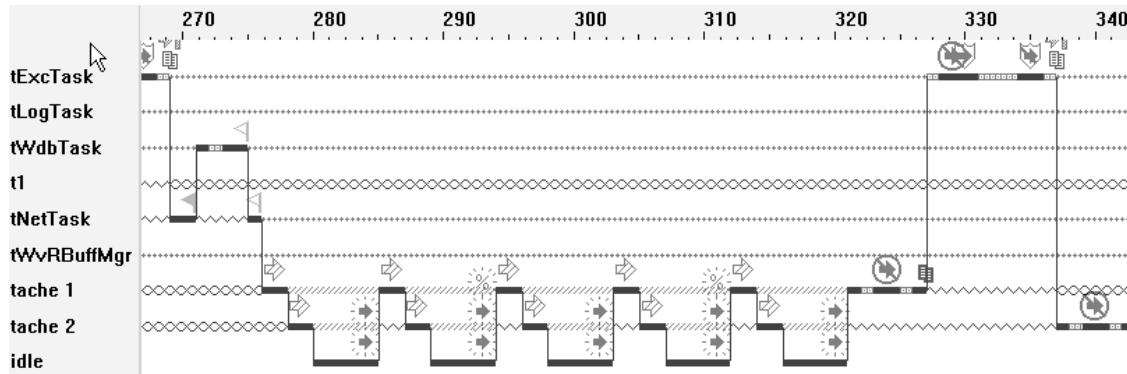 270 280 290 300 310 320 330 340
tExcTask
tLogTask
tWdbTask
t1
tNetTask
tWvRBuffMgr
tache 1
tache 2
idle